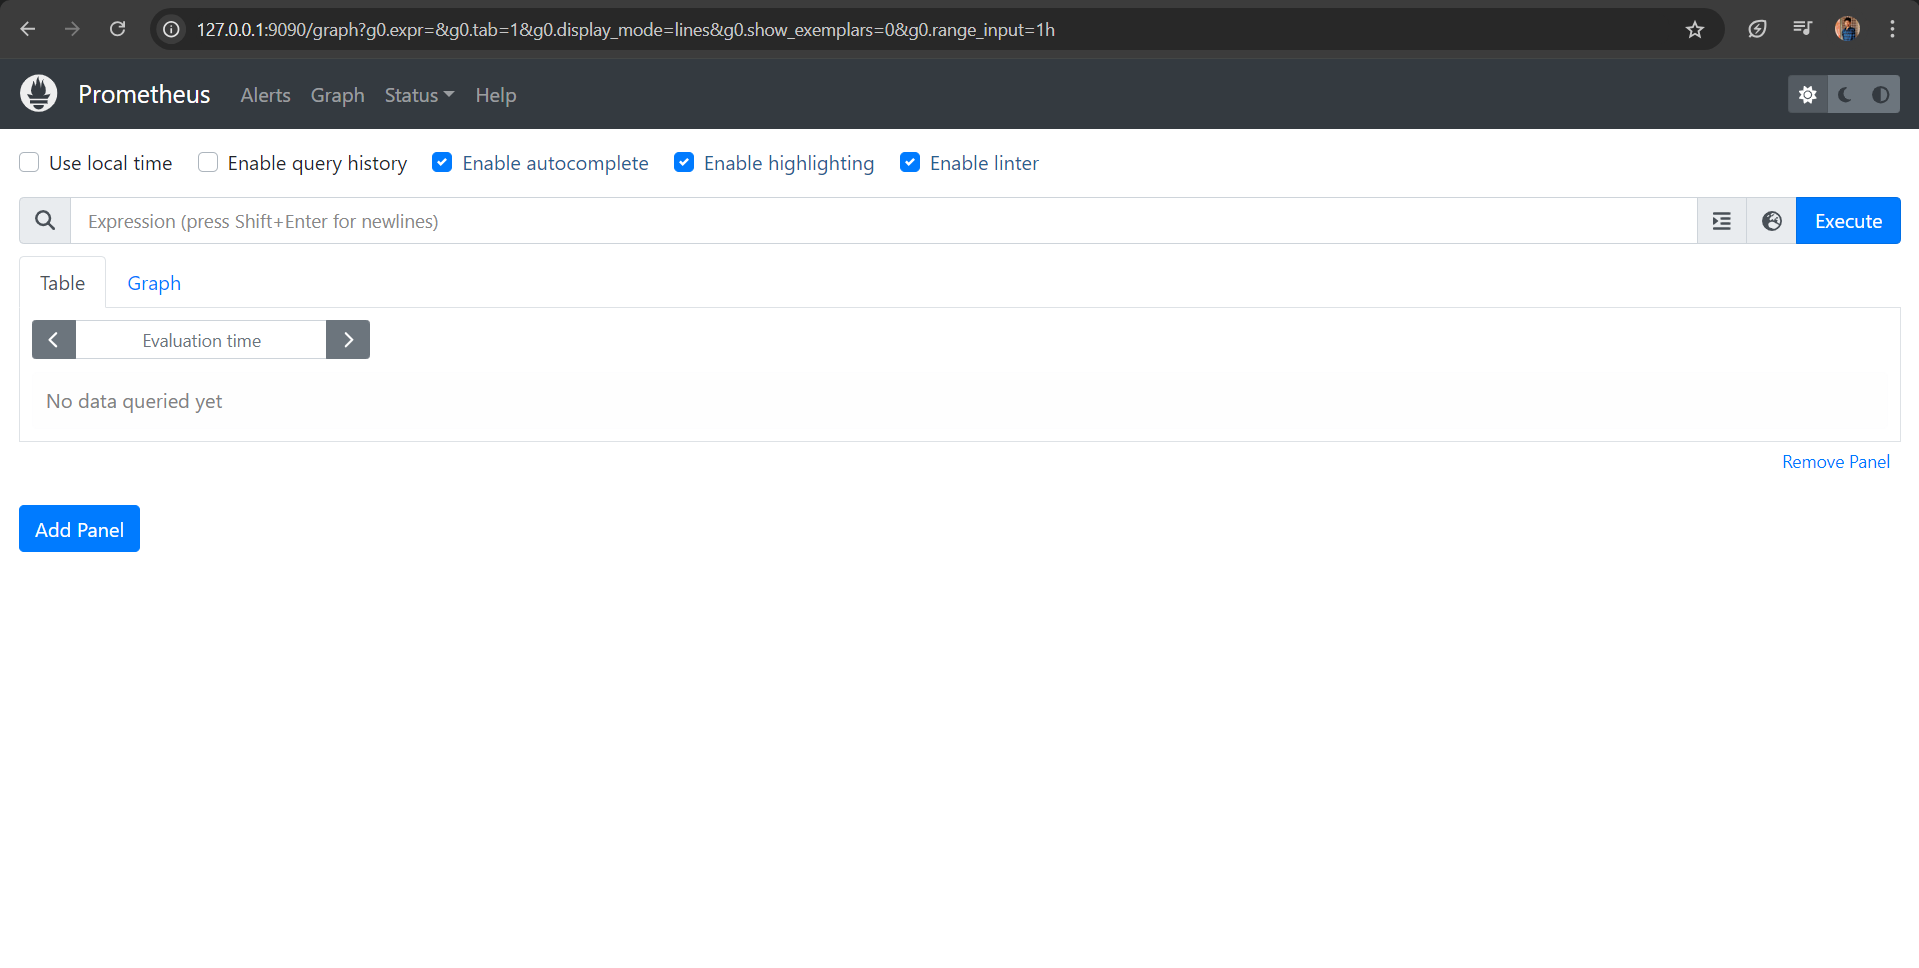 127.0.0.1:9090/graph?g0.expr=&g0.tab=1&g0.display_mode=lines&g0.show_exemplars=0&g0.range_input=1h
Prometheus Alerts Graph Status Help
Use local time Enable query history Enable autocomplete Enable highlighting Enable linter
Expression (press Shift+Enter for newlines) Execute
Table Graph
Evaluation time
No data queried yet
Remove Panel
Add Panel